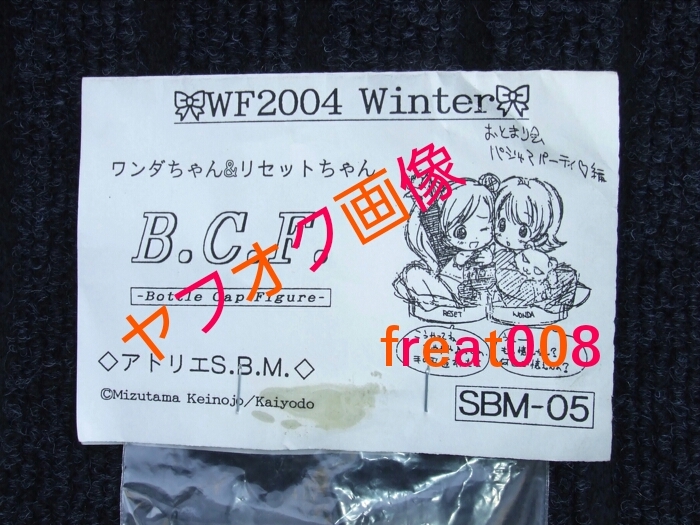 WF2004 Winter
おとまり会
パジャマパーティ♡編
ワンダちゃん&リセットちゃん
B.C.F.
-Bottle Cap Figure-
RESET
WONDA
◇アトリエS.B.M.◇
©Mizutama Keinojo/Kaiyodo
SBM-05
ヤフオク画像
freat008